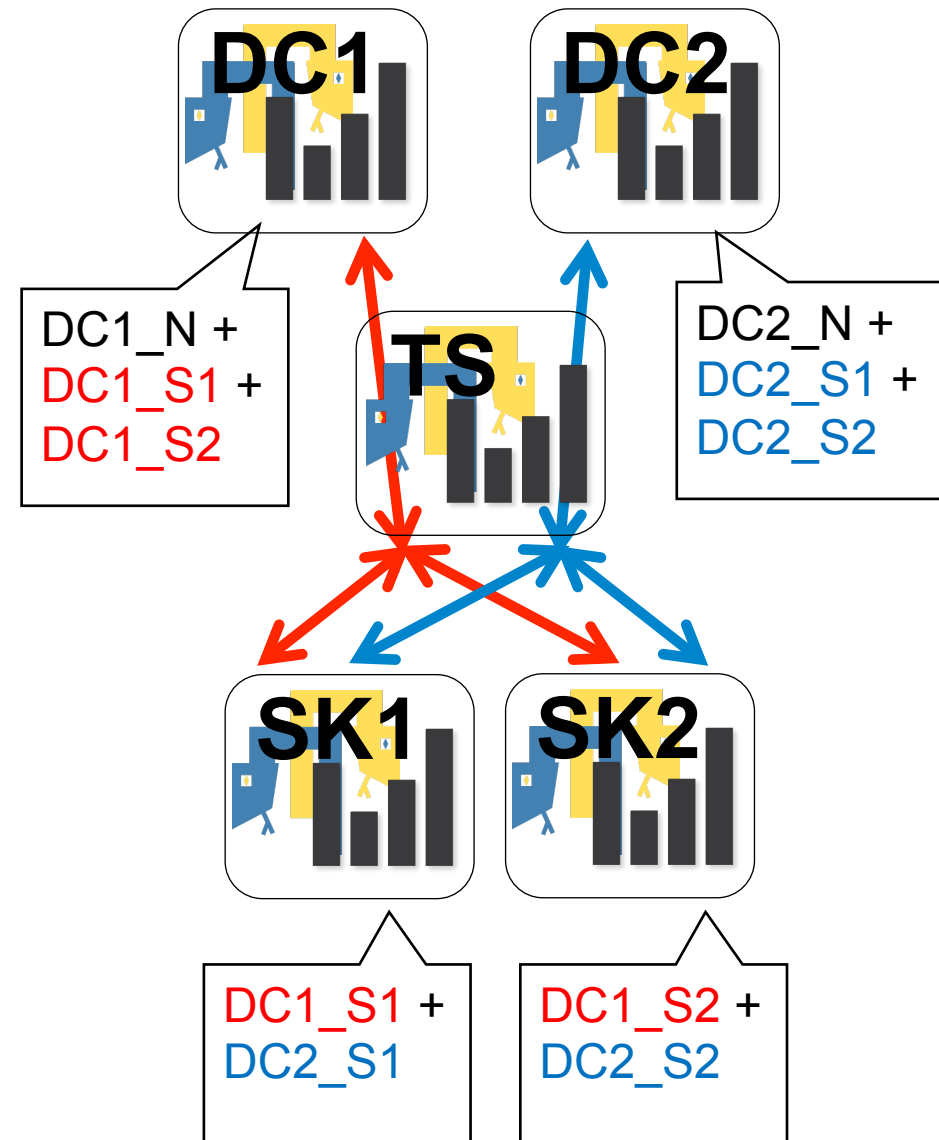 DC1
DC2
DC1_N +
DC1_S1 +
DC1_S2
DC2_N +
DC2_S1 +
DC2_S2
TS
SK1
SK2
DC1_S1 +
DC2_S1
DC1_S2 +
DC2_S2